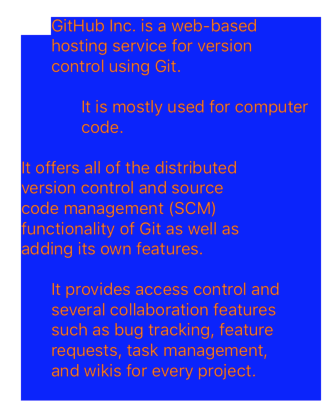 GitHub Inc. is a web-based
hosting service for version
control using Git.
It is mostly used for computer
code.
It offers all of the distributed
version control and source
code management (SCM)
functionality of Git as well as
adding its own features.
It provides access control and
several collaboration features
such as bug tracking, feature
requests, task management,
and wikis for every project.